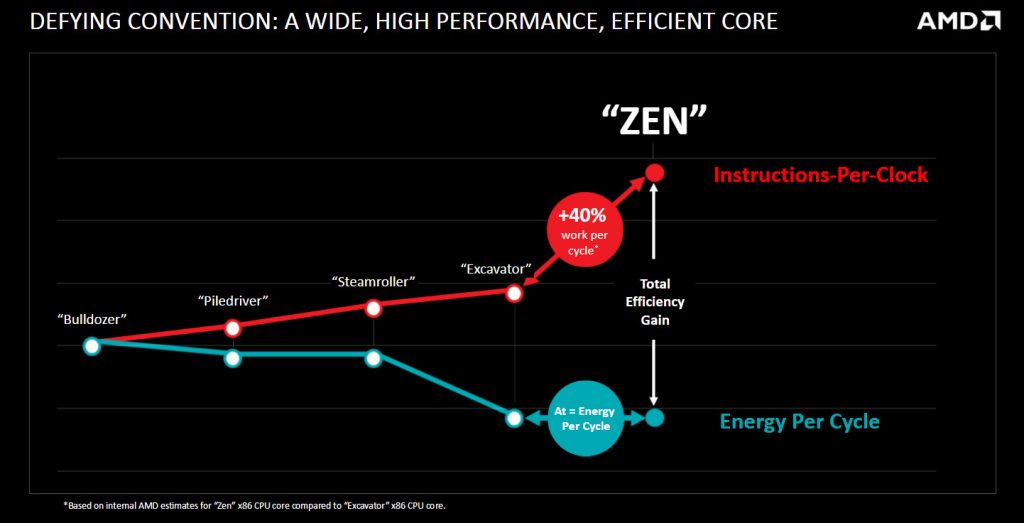 DEFYING CONVENTION: A WIDE, HIGH PERFORMANCE, EFFICIENT CORE
AMD
“ZEN”
Instructions-Per-Clock
+40%
work per
cycle*
“Excavator”
“Steamroller”
“Piledriver”
“Bulldozer”
Total
Efficiency
Gain
At = Energy
Per Cycle
Energy Per Cycle
*Based on internal AMD estimates for “Zen” x86 CPU core compared to “Excavator” x86 CPU core.